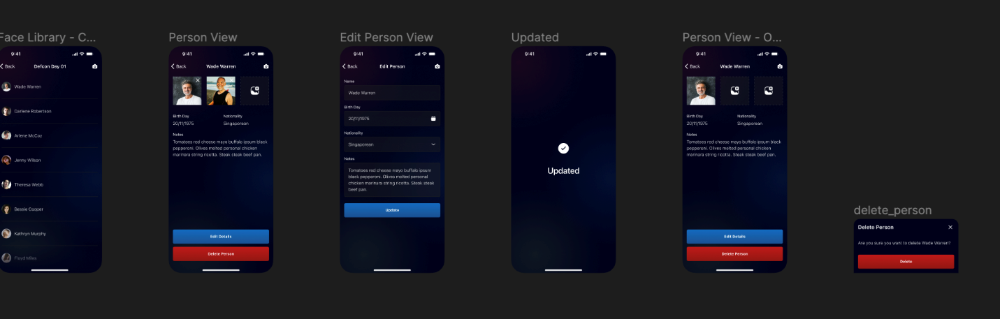 Face Library - C...
9:41
Back
Defcon Day 01
Wade Warren
Darlene Robertson
Arlene McCoy
Jenny Wilson
Theresa Webb
Bessie Cooper
Kathryn Murphy
Floyd Miles
Person View
9:41
Back
Wade Warren
Birth Day
Nationality
20/11/1975
Singaporean
Notes
Tomatoes red cheese mayo buffalo ipsum black
pepperoni. Olives melted personal chicken
marinara string ricotta. Steak steak beef pan.
Edit Details
Delete Person
Edit Person View
9:41
Back
Edit Person
Name
Wade Warren
Birth Day
20/11/1975
Nationality
Singaporean
Notes
Tomatoes red cheese mayo buffalo ipsum
black pepperoni. Olives melted personal
chicken marinara string ricotta. Steak steak
beef pan.
Update
Updated
9:41
Updated
Person View - O...
9:41
Back
Wade Warren
Birth Day
Nationality
20/11/1975
Singaporean
Notes
Tomatoes red cheese mayo buffalo ipsum black
pepperoni. Olives melted personal chicken
marinara string ricotta. Steak steak beef pan.
Edit Details
Delete Person
delete_person
Delete Person
Are you sure you want to delete Wade Warren?
Delete